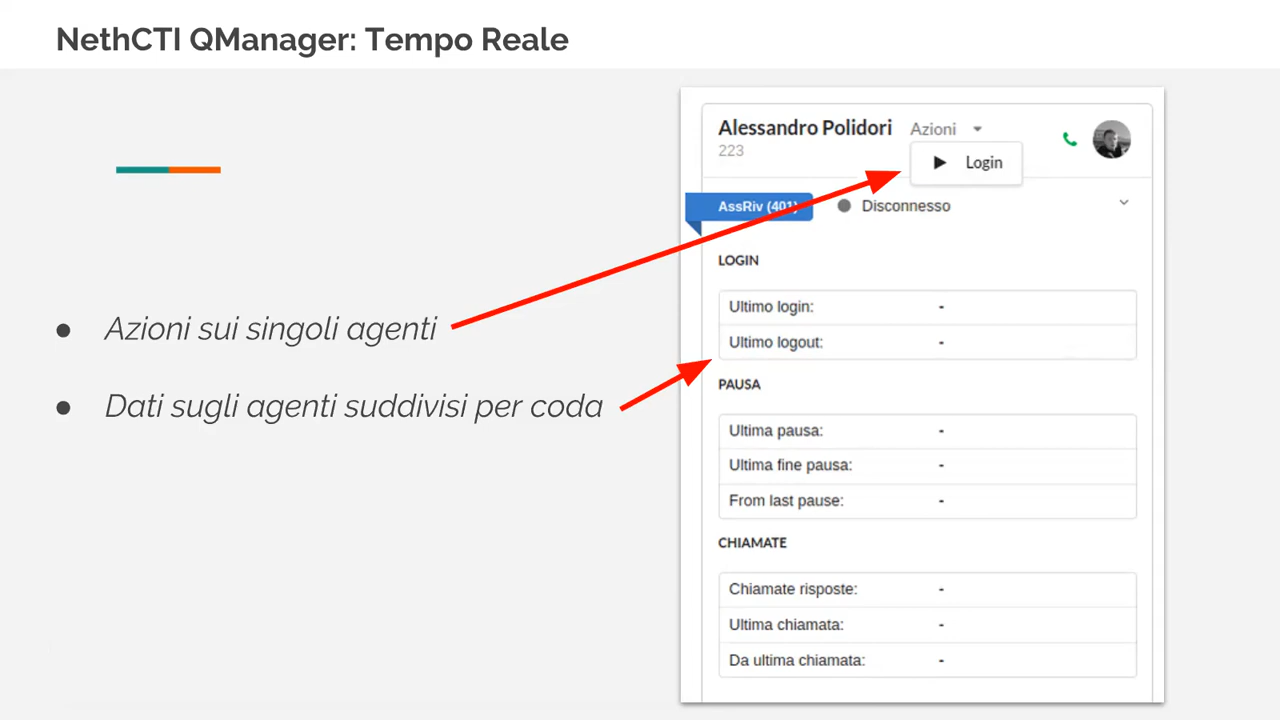 NethCTI QManager: Tempo Reale
● Azioni sui singoli agenti
● Dati sugli agenti suddivisi per coda
Alessandro Polidori Azioni
223
Login
AssRiv (401) Disconnesso
LOGIN
Ultimo login: -
Ultimo logout: -
PAUSA
Ultima pausa: -
Ultima fine pausa: -
From last pause: -
CHIAMATE
Chiamate risposte: -
Ultima chiamata: -
Da ultima chiamata: -